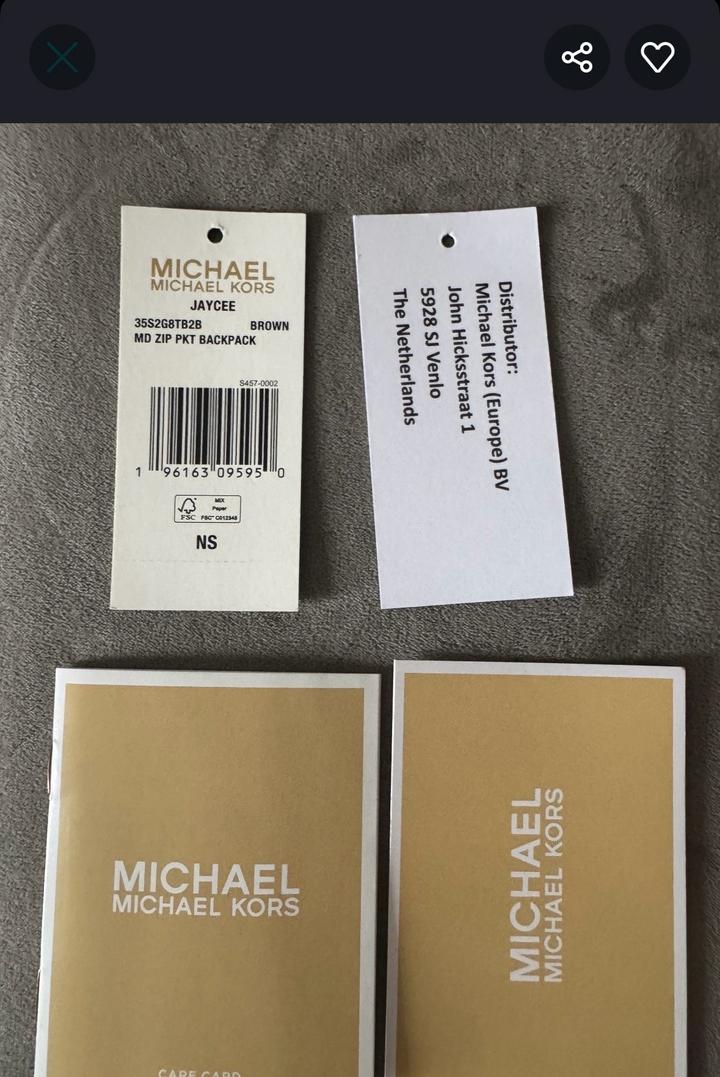 MICHAEL
MICHAEL KORS
JAYCEE
35S2G8TB2B BROWN
MD ZIP PKT BACKPACK
S457-0002
1 96163 09595 0
FSC
MIX
Paper
FSC™ C012345
NS
Distributor:
Michael Kors (Europe) BV
John Hicksstraat 1
5928 SJ Venlo
The Netherlands
MICHAEL
MICHAEL KORS
CARE CARD
MICHAEL
MICHAEL KORS